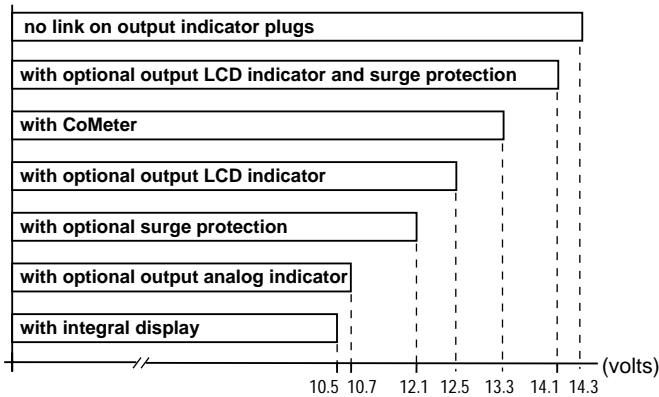 no link on output indicator plugs
with optional output LCD indicator and surge protection
with CoMeter
with optional output LCD indicator
with optional surge protection
with optional output analog indicator
with integral display
(volts)
10.5 10.7 12.1 12.5 13.3 14.1 14.3